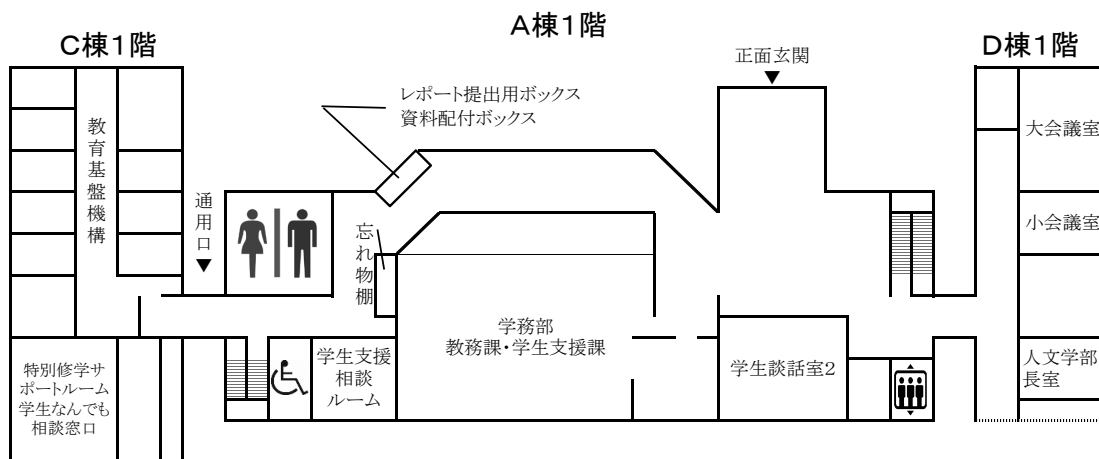 A棟1階
C棟1階
D棟1階
正面玄関
▼
レポート提出用ボックス
資料配付ボックス
教育基盤機構
通用口
▼
大会議室
小会議室
忘れ物棚
学務部
教務課・学生支援課
学生支援
相談
ルーム
学生談話室2
人文学部
長室
特別修学サ
ポートルーム
学生なんでも
相談窓口